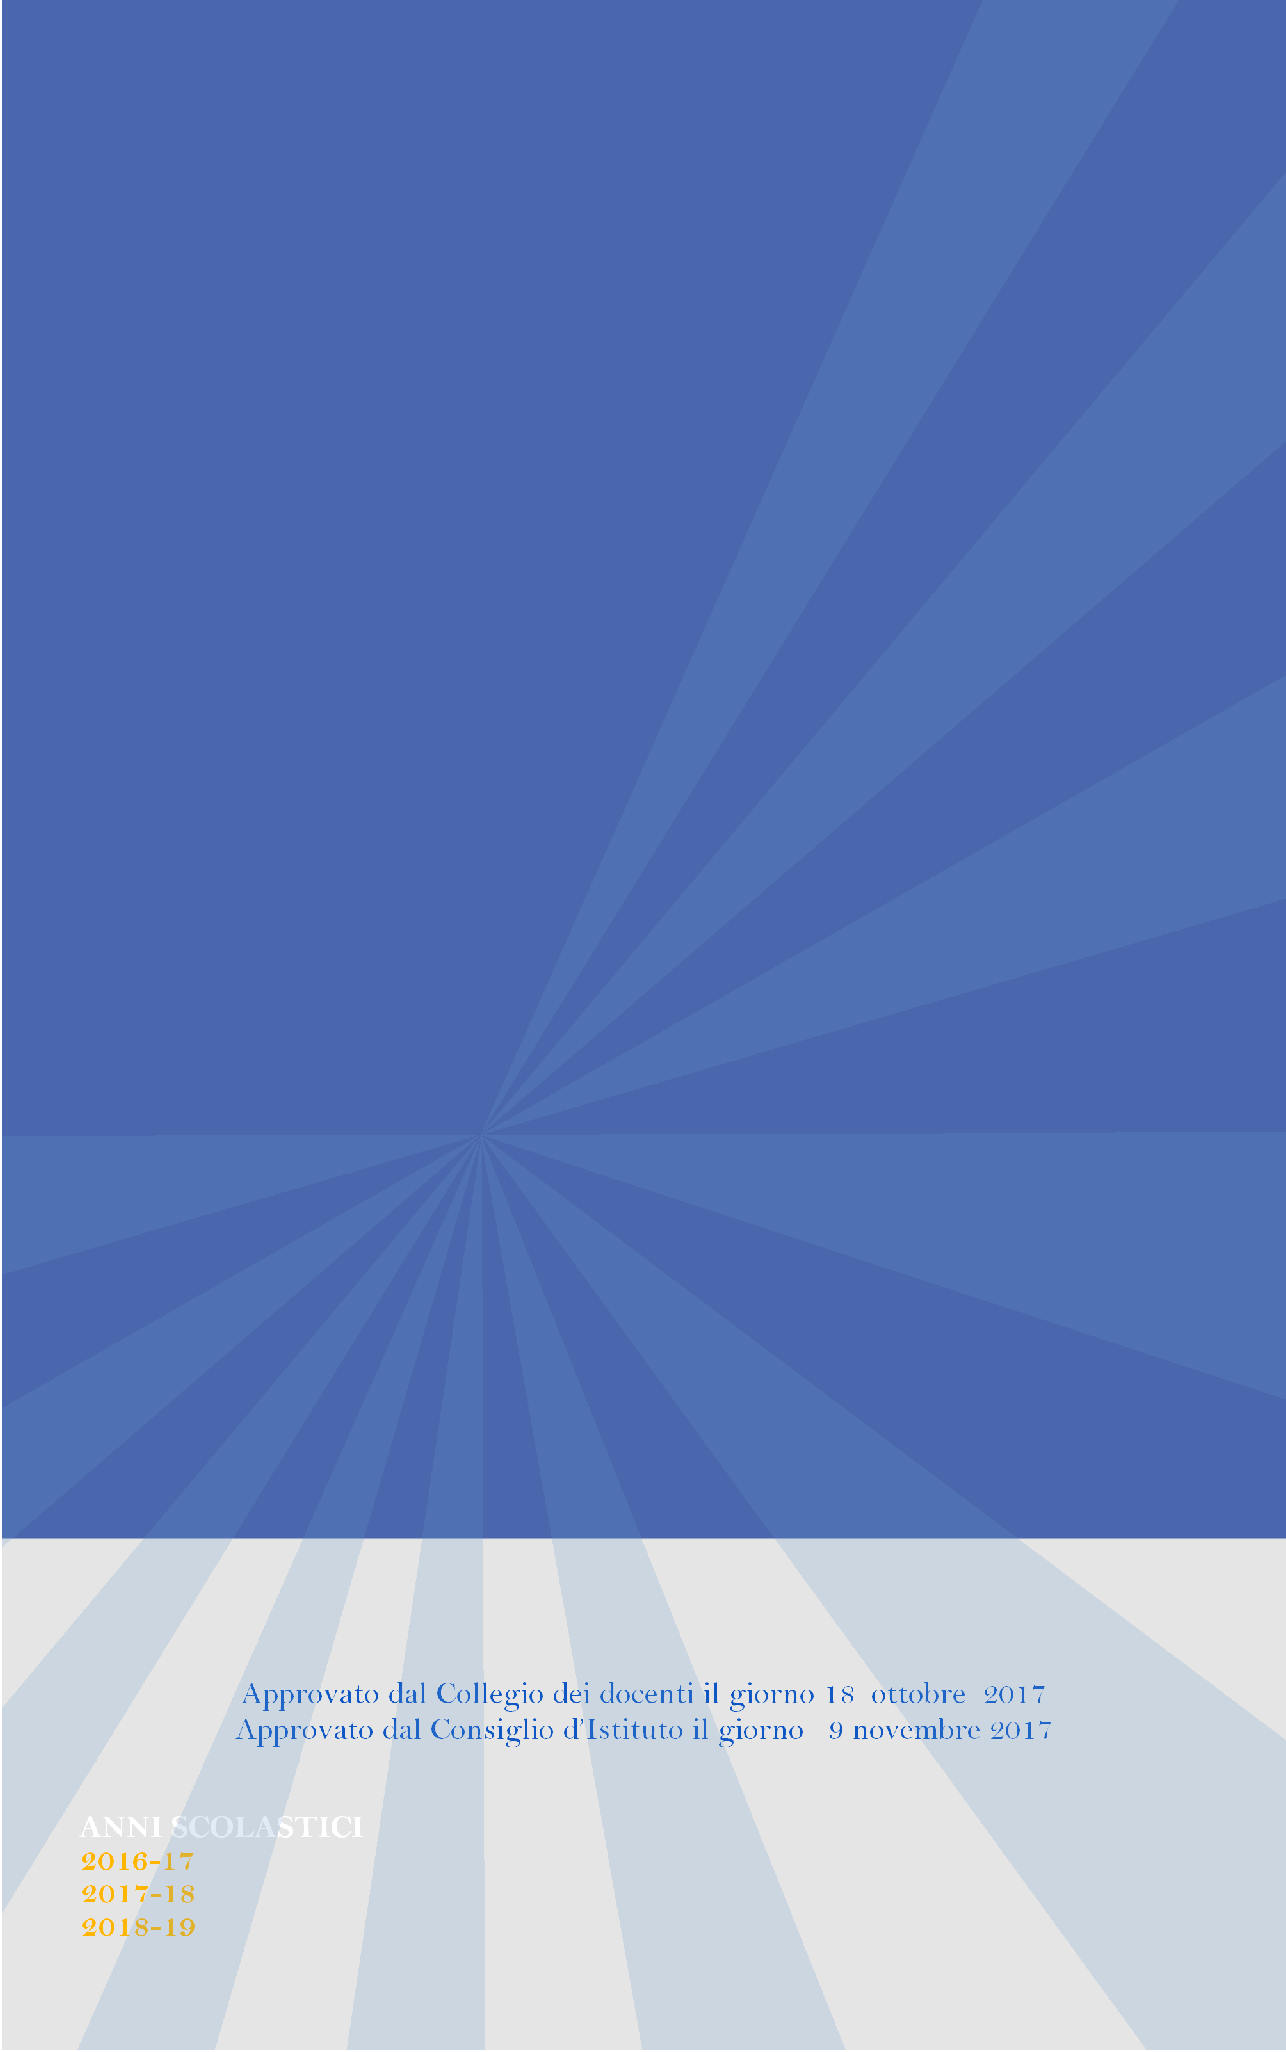 Approvato dal Collegio dei docenti il giorno 18 ottobre 2017
Approvato dal Consiglio d’Istituto il giorno 9 novembre 2017
ANNI SCOLASTICI
2016-17
2017-18
2018-19